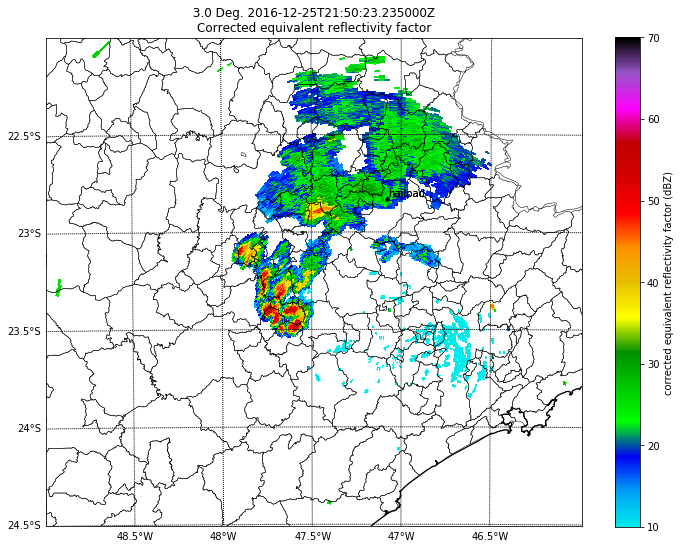 3.0 Deg. 2016-12-25T21:50:23.235000Z
Corrected equivalent reflectivity factor
22.5°S
23°S
23.5°S
24°S
24.5°S
48.5°W
48°W
47.5°W
47°W
46.5°W
70
60
50
40
30
20
10
corrected equivalent reflectivity factor (dBZ)